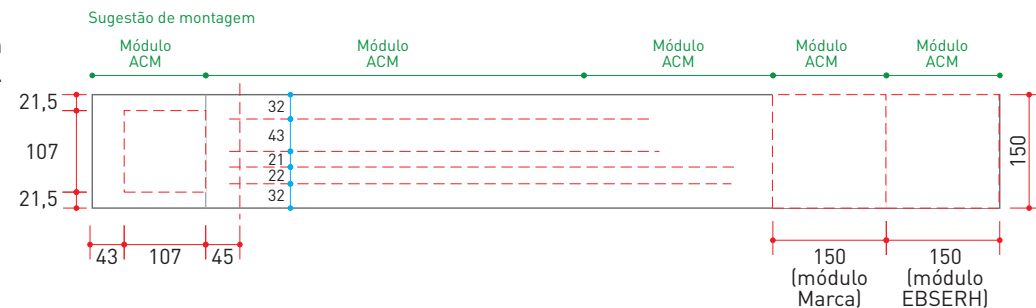 Sugestão de montagem
Módulo
ACM
Módulo
ACM
Módulo
ACM
Módulo
ACM
Módulo
ACM
21,5
107
21,5
32
43
21
22
32
150
43
107
45
150
(módulo
Marca)
150
(módulo
EBSERH)